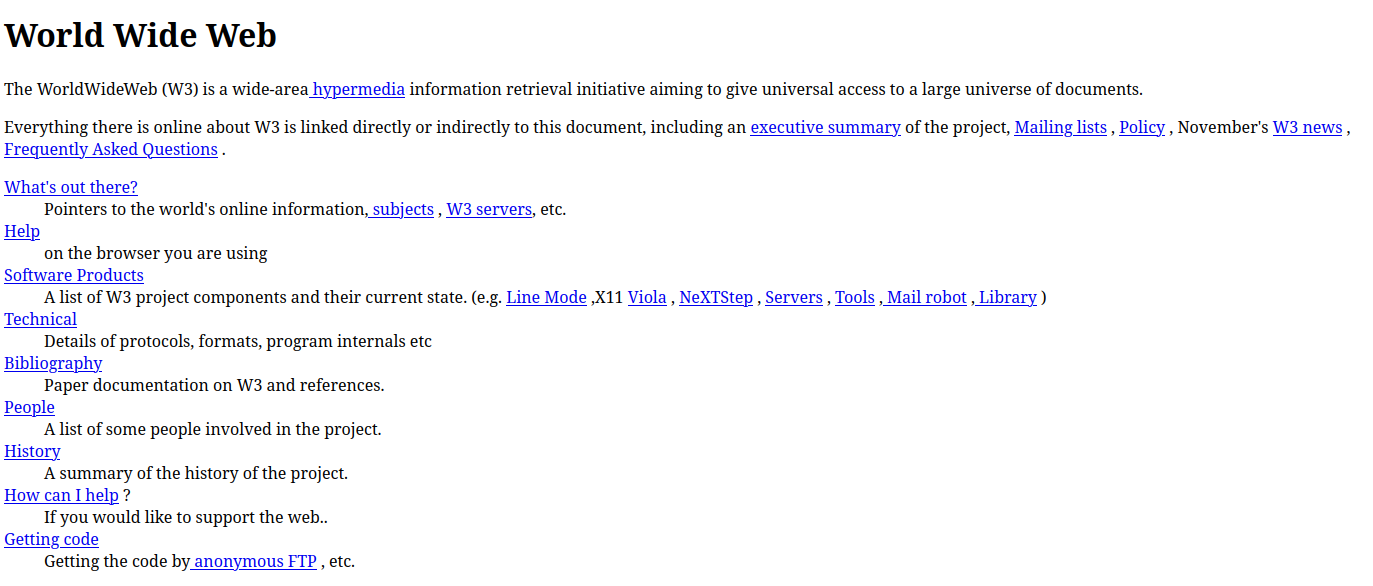 World Wide Web
The WorldWideWeb (W3) is a wide-area hypermedia information retrieval initiative aiming to give universal access to a large universe of documents.
Everything there is online about W3 is linked directly or indirectly to this document, including an executive summary of the project, Mailing lists , Policy , November's W3 news ,
Frequently Asked Questions .
What's out there?
Pointers to the world's online information, subjects , W3 servers, etc.
Help
on the browser you are using
Software Products
A list of W3 project components and their current state. (e.g. Line Mode ,X11 Viola , NeXTStep , Servers , Tools , Mail robot , Library )
Technical
Details of protocols, formats, program internals etc
Bibliography
Paper documentation on W3 and references.
People
A list of some people involved in the project.
History
A summary of the history of the project.
How can I help ?
If you would like to support the web..
Getting code
Getting the code by anonymous FTP , etc.